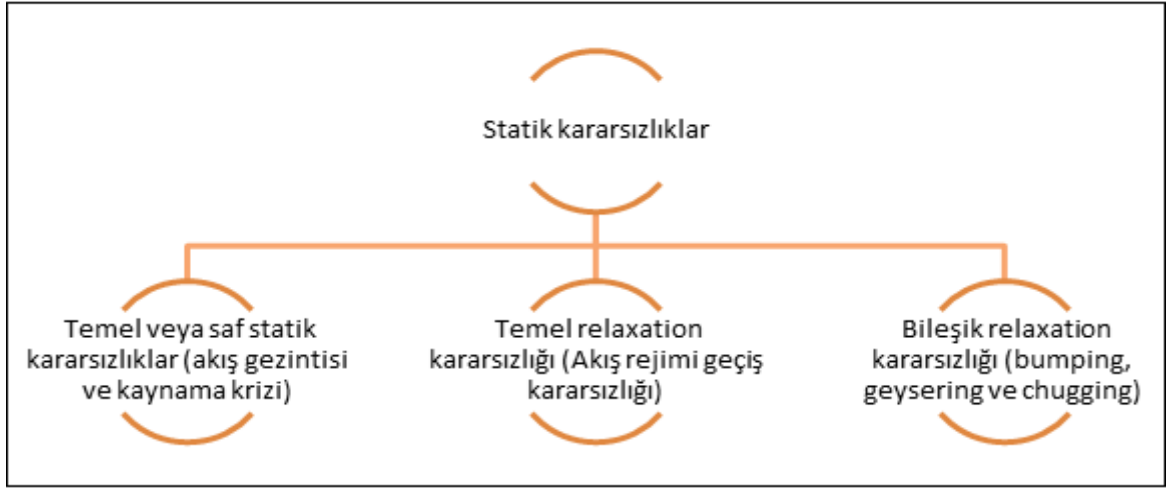 Statik kararsızlıklar
Temel veya saf statik
kararsızlıklar (akış gezintisi
ve kaynama krizi)
Temel relaxation
kararsızlığı (Akış rejimi geçiş
kararsızlığı)
Bileşik relaxation
kararsızlığı (bumping,
geysering ve chugging)